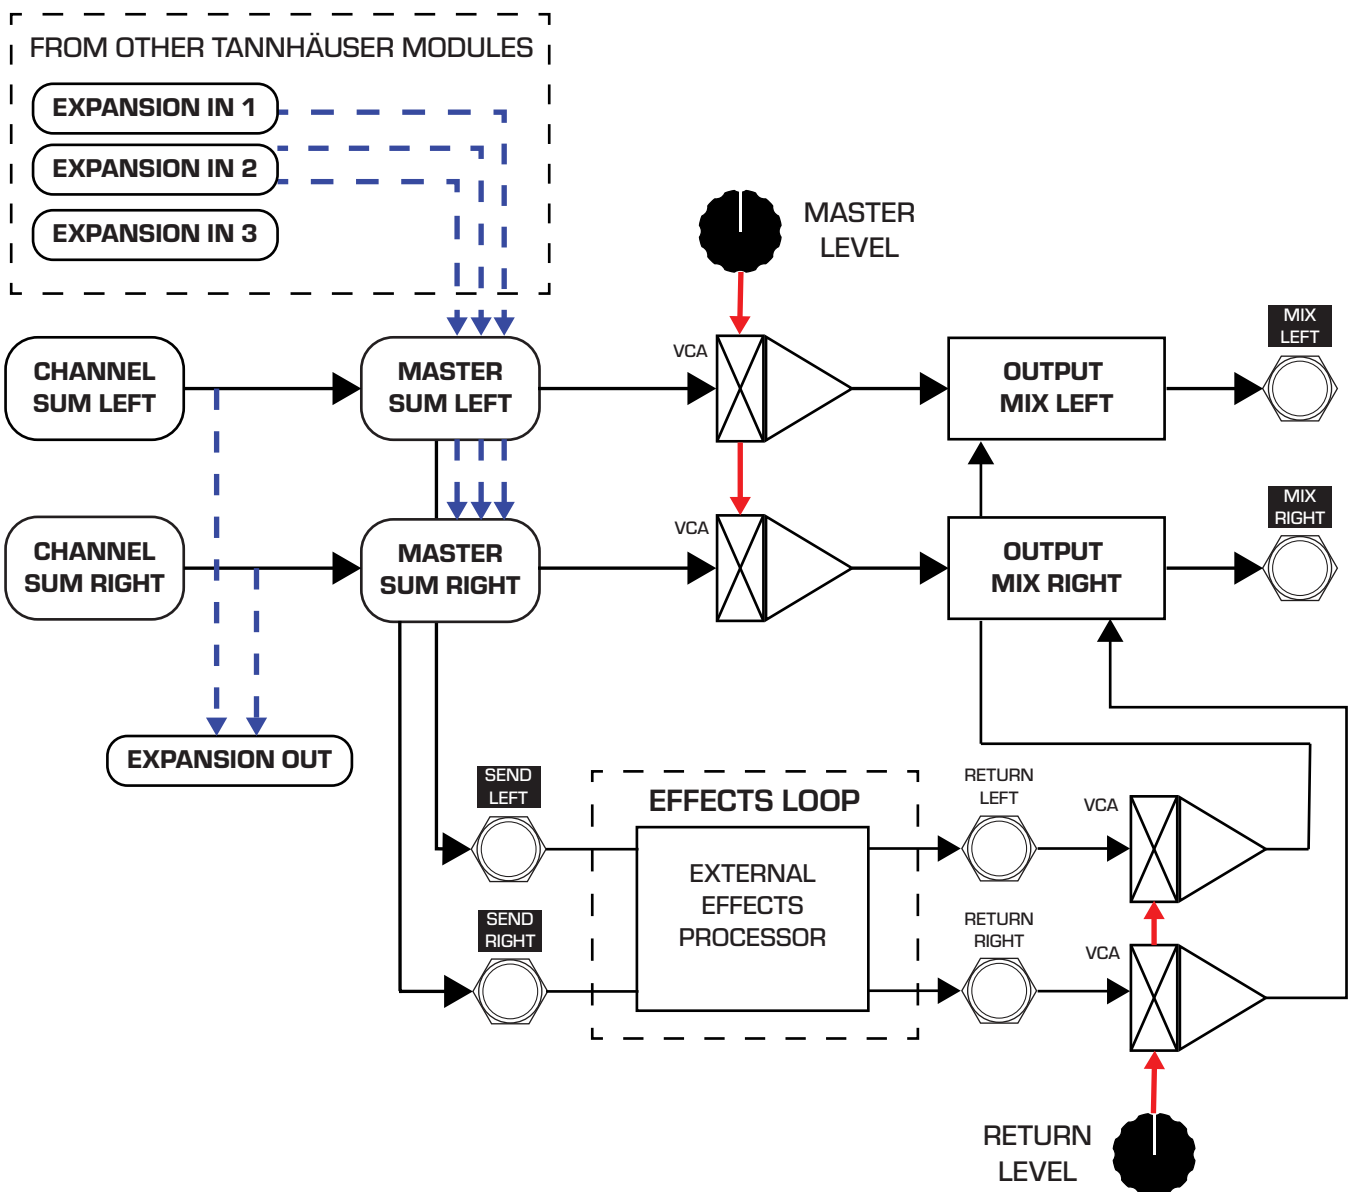 FROM OTHER TANNHÄUSER MODULES
EXPANSION IN 1
EXPANSION IN 2
EXPANSION IN 3
MASTER
LEVEL
CHANNEL
SUM LEFT
MASTER
SUM LEFT
VCA
OUTPUT
MIX LEFT
MIX
LEFT
CHANNEL
SUM RIGHT
MASTER
SUM RIGHT
VCA
OUTPUT
MIX RIGHT
MIX
RIGHT
EXPANSION OUT
SEND
LEFT
EFFECTS LOOP
RETURN
LEFT
VCA
EXTERNAL
EFFECTS
PROCESSOR
SEND
RIGHT
RETURN
RIGHT
VCA
RETURN
LEVEL